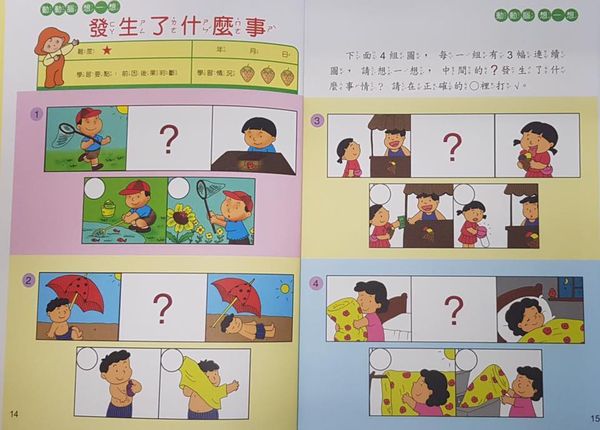 動動腦 想一想
發生了什麼事
難度：★
年 月 日
學習要點：前因後果判斷
學習情況：
1
?
2
?
14
動動腦 想一想
下面4組圖，每一組有3幅連續
圖，請想一想，中間的?發生了什
麼事情？請在正確的○裡打√。
3
?
4
?
15